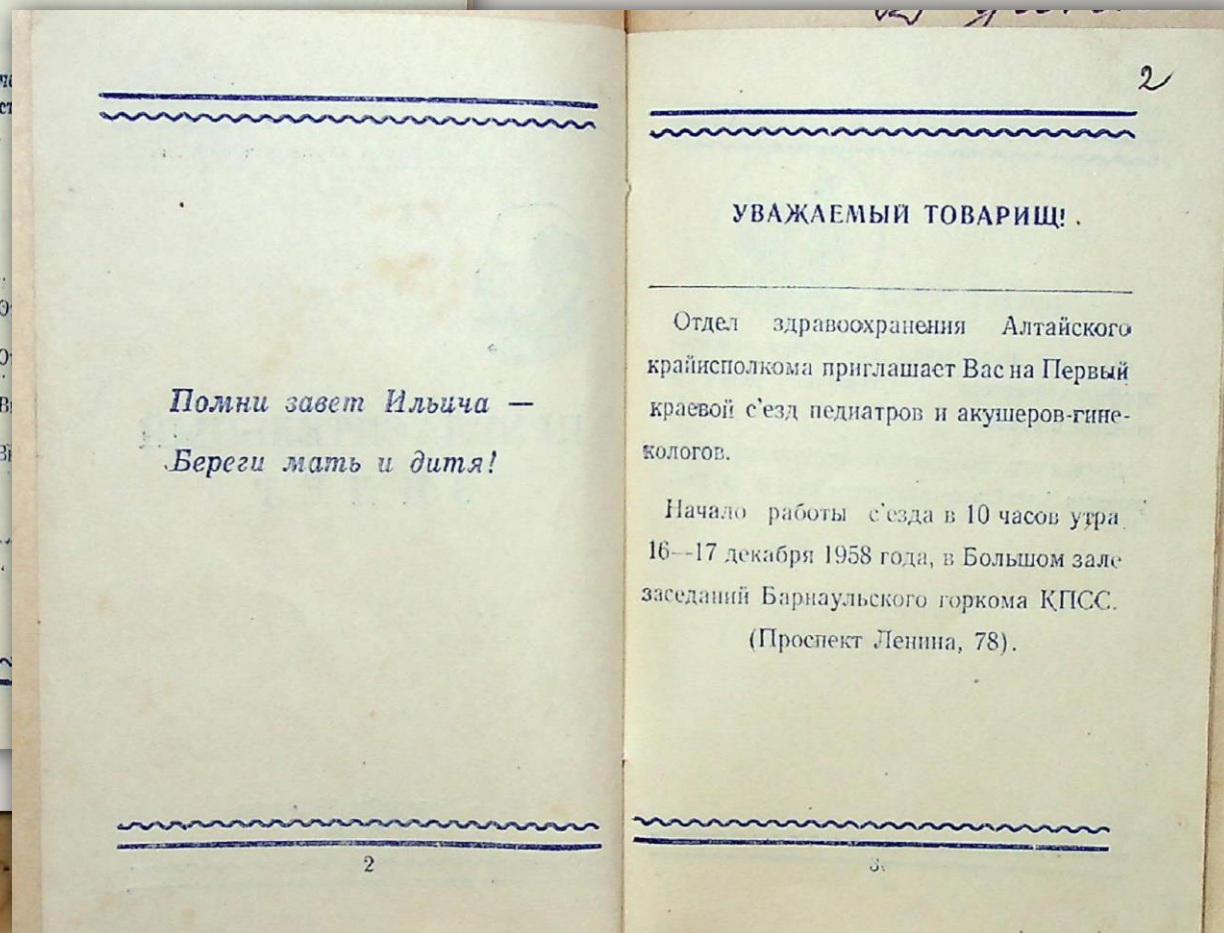 Помни завет Ильича —
Береги мать и дитя!
2
2
УВАЖАЕМЫЙ ТОВАРИЩ!
Отдел здравоохранения Алтайского
крайисполкома приглашает Вас на Первый
краевой с'езд педиатров и акушеров-гине-
кологов.
Начало работы с'езда в 10 часов утра
16—17 декабря 1958 года, в Большом зале
заседаний Барнаульского горкома КПСС.
(Проспект Ленина, 78).
3